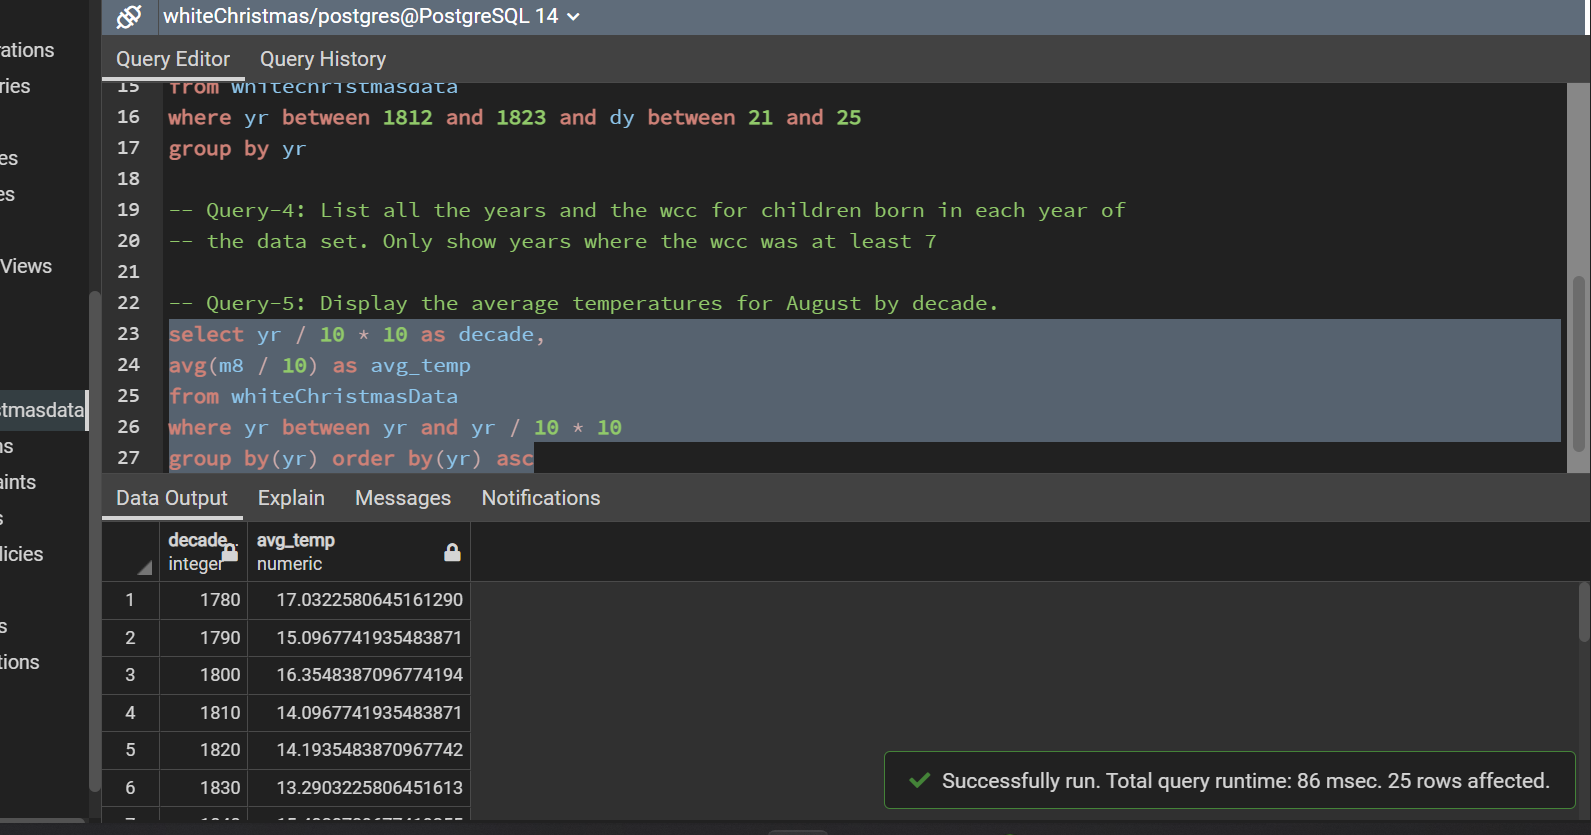 whiteChristmas/postgres@PostgreSQL 14
Query Editor Query History
rations
ries
es
es
Views
stmasdata
ns
aints
s
licies
s
tions
15 from whitechristmasdata
16 where yr between 1812 and 1823 and dy between 21 and 25
17 group by yr
18
19 -- Query-4: List all the years and the wcc for children born in each year of
20 -- the data set. Only show years where the wcc was at least 7
21
22 -- Query-5: Display the average temperatures for August by decade.
23 select yr / 10 * 10 as decade,
24 avg(m8 / 10) as avg_temp
25 from whiteChristmasData
26 where yr between yr and yr / 10 * 10
27 group by(yr) order by(yr) asc
Data Output Explain Messages Notifications
decade.. avg_temp
integer numeric
1 1780 17.0322580645161290
2 1790 15.0967741935483871
3 1800 16.3548387096774194
4 1810 14.0967741935483871
5 1820 14.1935483870967742
6 1830 13.2903225806451613
Successfully run. Total query runtime: 86 msec. 25 rows affected.